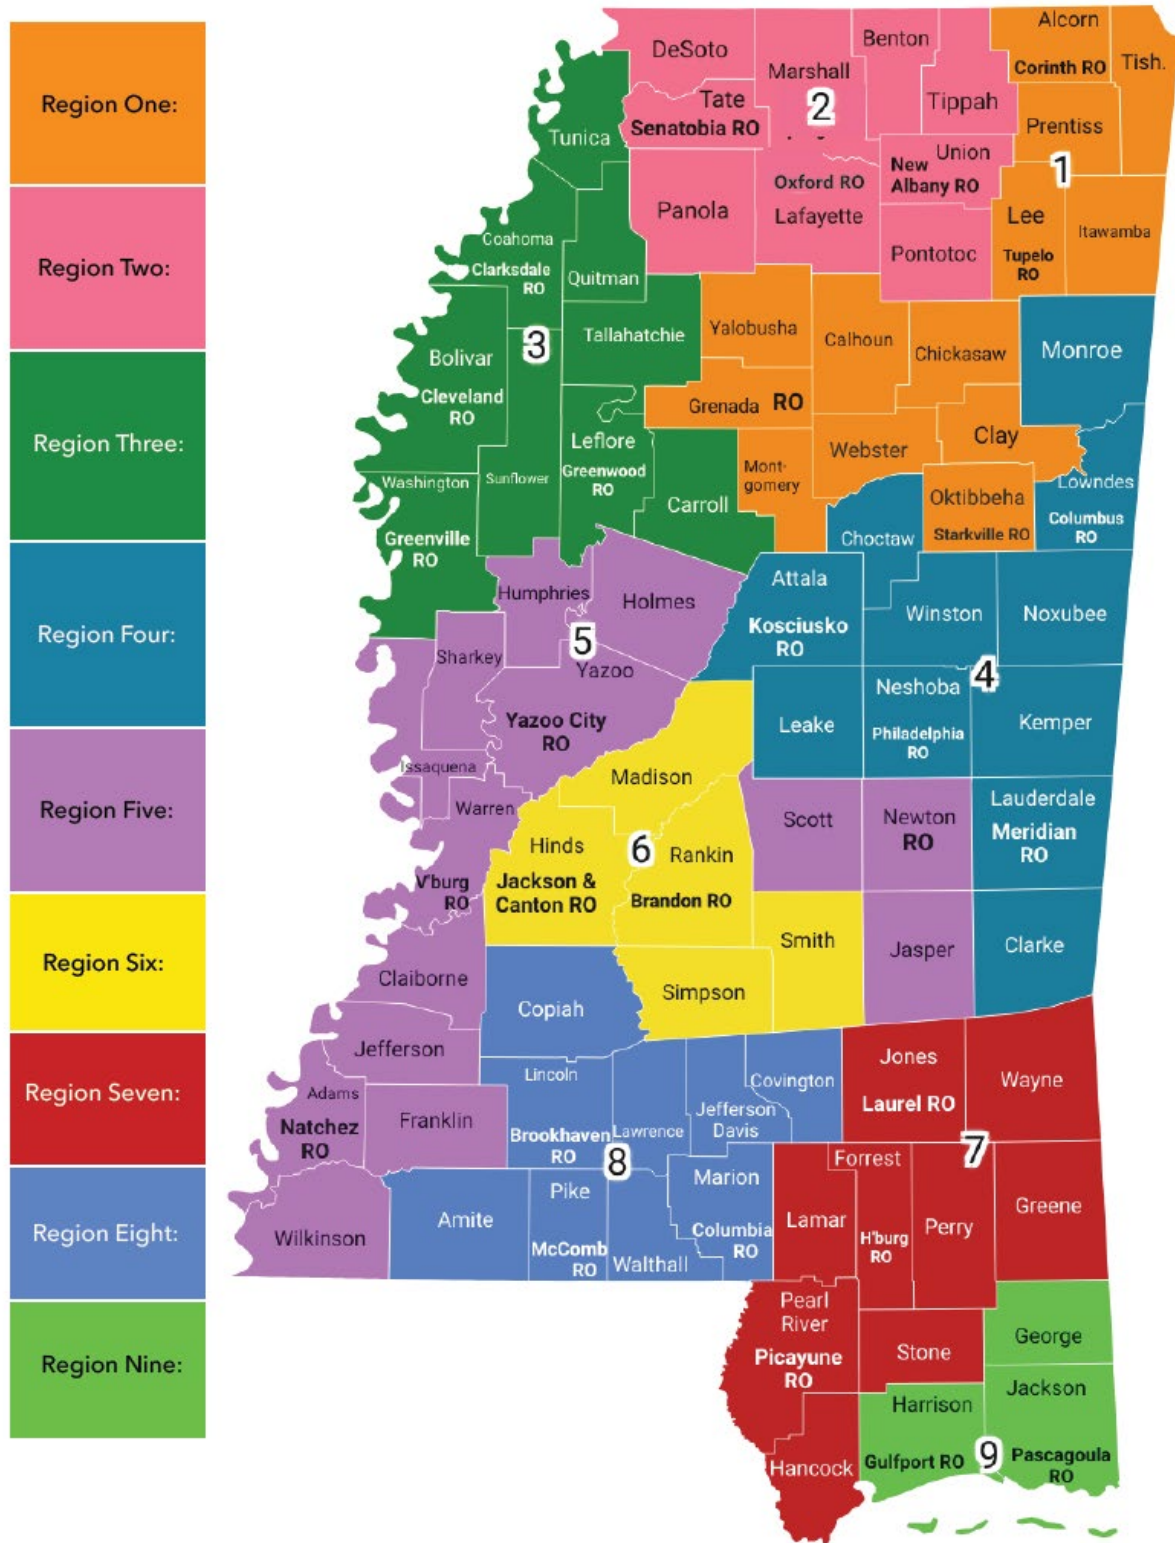 Region One:
Region Two:
Region Three:
Region Four:
Region Five:
Region Six:
Region Seven:
Region Eight:
Region Nine:
DeSoto
Benton
Alcorn
Corinth RO
Tish.
Marshall
2
Tate
Senatobia RO
Tippah
Prentiss
Tunica
Union
New
Albany RO
1
Oxford RO
Panola
Lafayette
Lee
Tupelo
RO
Itawamba
Pontotoc
Coahoma
Clarksdale
RO
Quitman
3
Tallahatchie
Yalobusha
Calhoun
Chickasaw
Monroe
Bolivar
Cleveland
RO
Grenada RO
Leflore
Greenwood
RO
Webster
Clay
Washington
Sunflower
Mont-
gomery
Carroll
Oktibbeha
Starkville RO
Lowndes
Columbus
RO
Greenville
RO
Choctaw
Humphries
Holmes
Attala
Kosciusko
RO
Winston
Noxubee
5
Sharkey
Yazoo
Yazoo City
RO
4
Neshoba
Philadelphia
RO
Leake
Kemper
Issaquena
Madison
Warren
V'burg
RO
Scott
Newton
RO
Lauderdale
Meridian
RO
Hinds
Jackson &
Canton RO
6
Rankin
Brandon RO
Smith
Jasper
Clarke
Claiborne
Simpson
Copiah
Jefferson
Lincoln
Brookhaven
RO
Lawrence
Jefferson
Davis
Covington
Jones
Laurel RO
Wayne
Adams
Natchez
RO
Franklin
8
7
Forrest
H'burg
RO
Marion
Columbia
RO
Pike
McComb
RO
Amite
Wilkinson
Walthall
Lamar
Perry
Greene
Pearl
River
Picayune
RO
Stone
George
Harrison
Gulfport RO
Jackson
Pascagoula
RO
9
Hancock